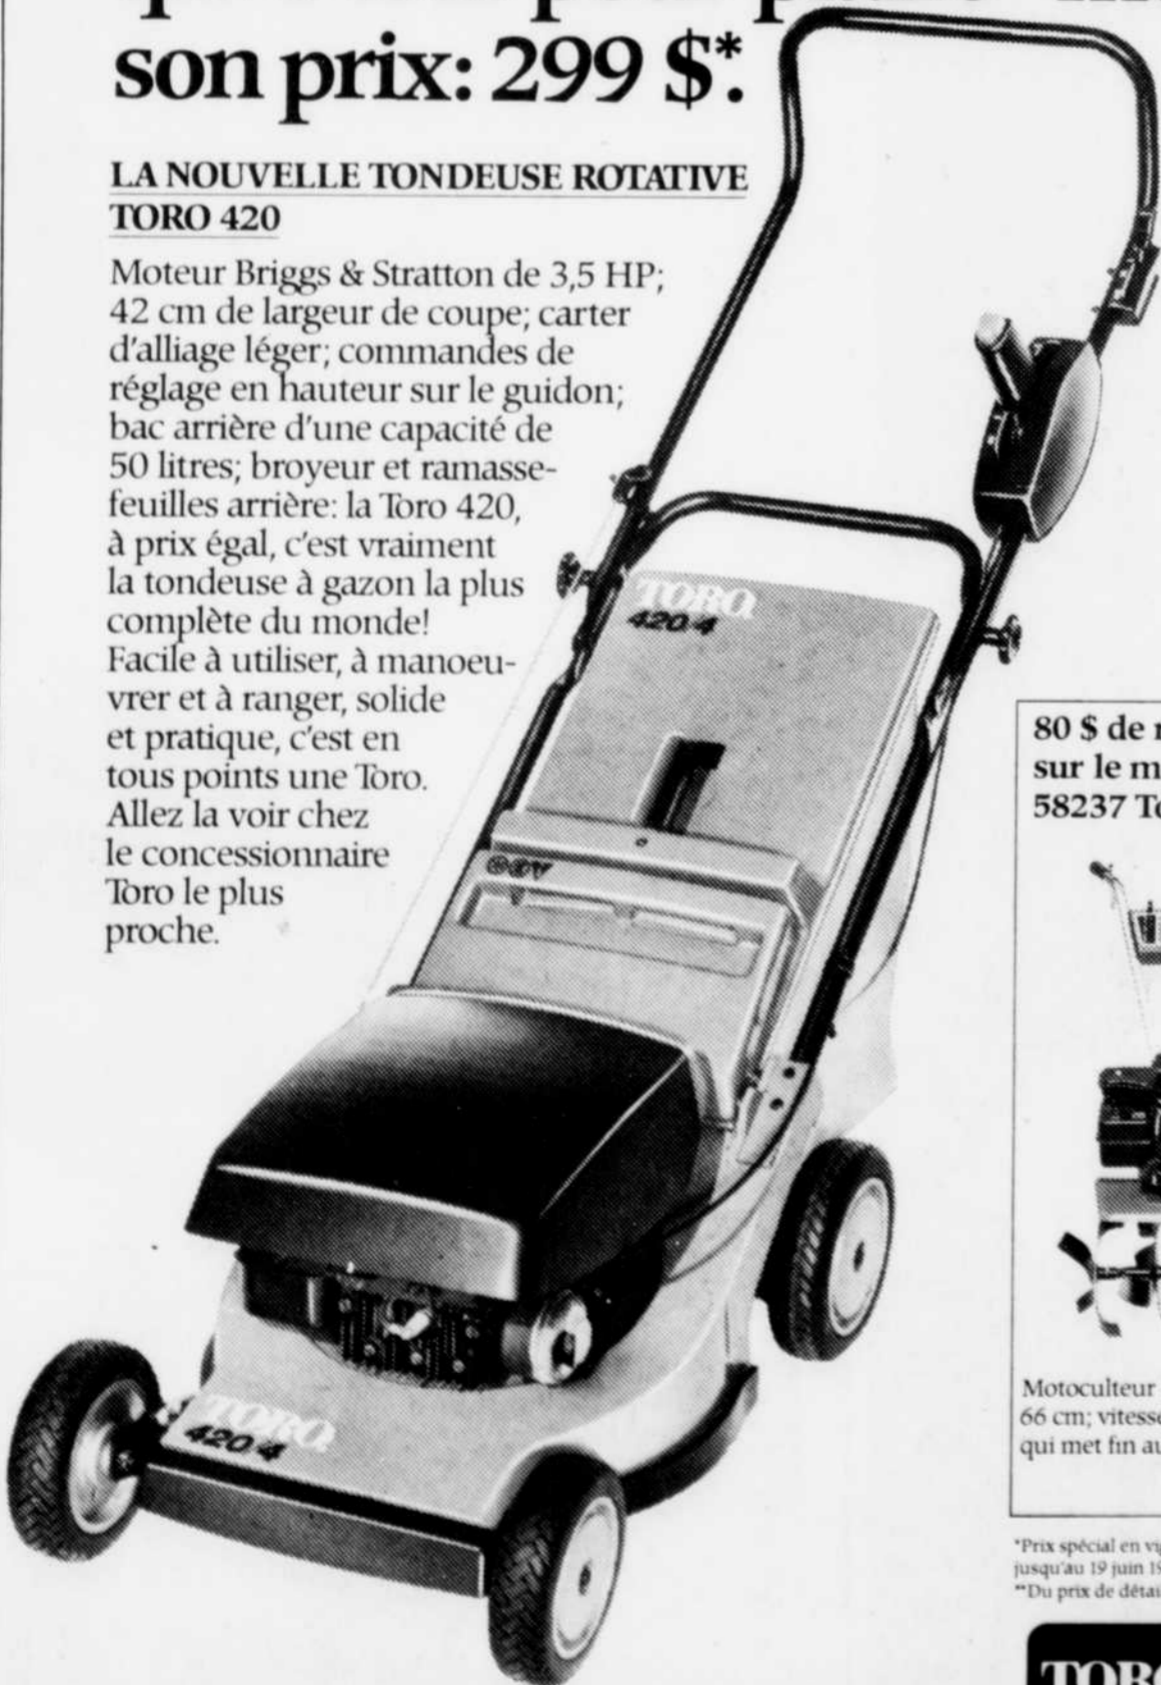 son prix: 299 $*.
LA NOUVELLE TONDEUSE ROTATIVE
TORO 420
Moteur Briggs & Stratton de 3,5 HP;
42 cm de largeur de coupe; carter
d'alliage léger; commandes de
réglage en hauteur sur le guidon;
bac arrière d'une capacité de
50 litres; broyeur et ramasse-
feuilles arrière: la Toro 420,
à prix égal, c'est vraiment
la tondeuse à gazon la plus
complète du monde!
Facile à utiliser, à manoeu-
vrer et à ranger, solide
et pratique, c'est en
tous points une Toro.
Allez la voir chez
le concessionnaire
Toro le plus
proche.
TORO
420/4
TORO
420/4
80 $ de
sur le
58237
Motoculteur
66 cm;
qui met fin
*Prix spécial en
jusqu'au 19 juin
**Du prix de
TORO